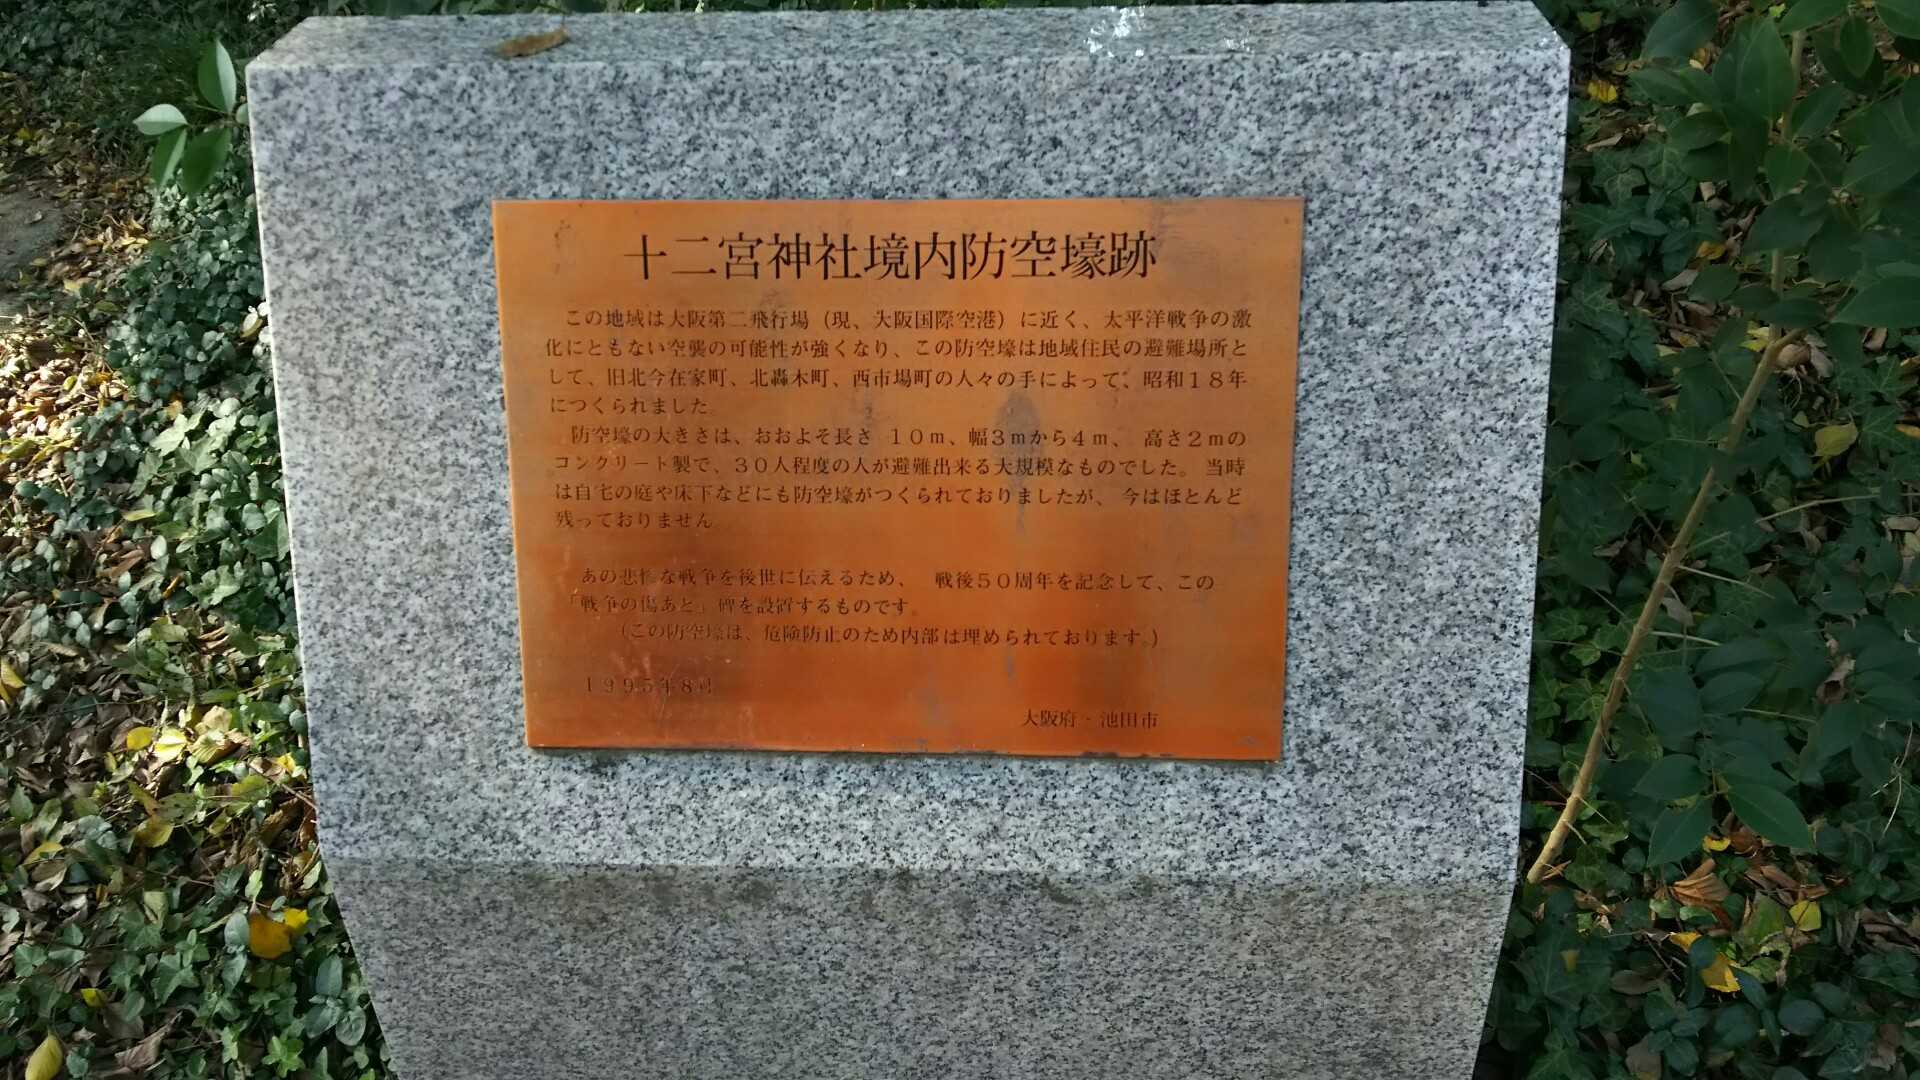 十二宮神社境内防空壕跡
この地域は大阪第二飛行場（現、大阪国際空港）に近く、太平洋戦争の激
化にともない空襲の可能性が強くなり、この防空壕は地域住民の避難場所と
して、旧北今在家町、北轟木町、西市場町の人々の手によって、昭和１８年
につくられました。
防空壕の大きさは、おおよそ長さ １０ｍ、幅３ｍから４ｍ、 高さ２ｍの
コンクリート製で、３０人程度の人が避難出来る大規模なものでした。 当時
は自宅の庭や床下などにも防空壕がつくられておりましたが、 今はほとんど
残っておりません
あの悲惨な戦争を後世に伝えるため、 戦後５０周年を記念して、この
「戦争の傷あと」碑を設置するものです。
（この防空壕は、危険防止のため内部は埋められております。）
１９９５年８月
大阪府・池田市